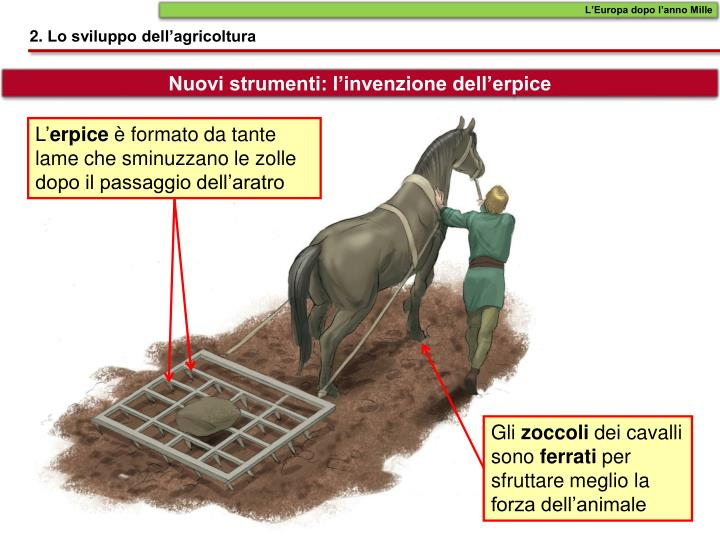 L’Europa dopo l’anno Mille
2. Lo sviluppo dell’agricoltura
Nuovi strumenti: l’invenzione dell’erpice
L’erpice è formato da tante
lame che sminuzzano le zolle
dopo il passaggio dell’aratro
Gli zoccoli dei cavalli
sono ferrati per
sfruttare meglio la
forza dell’animale